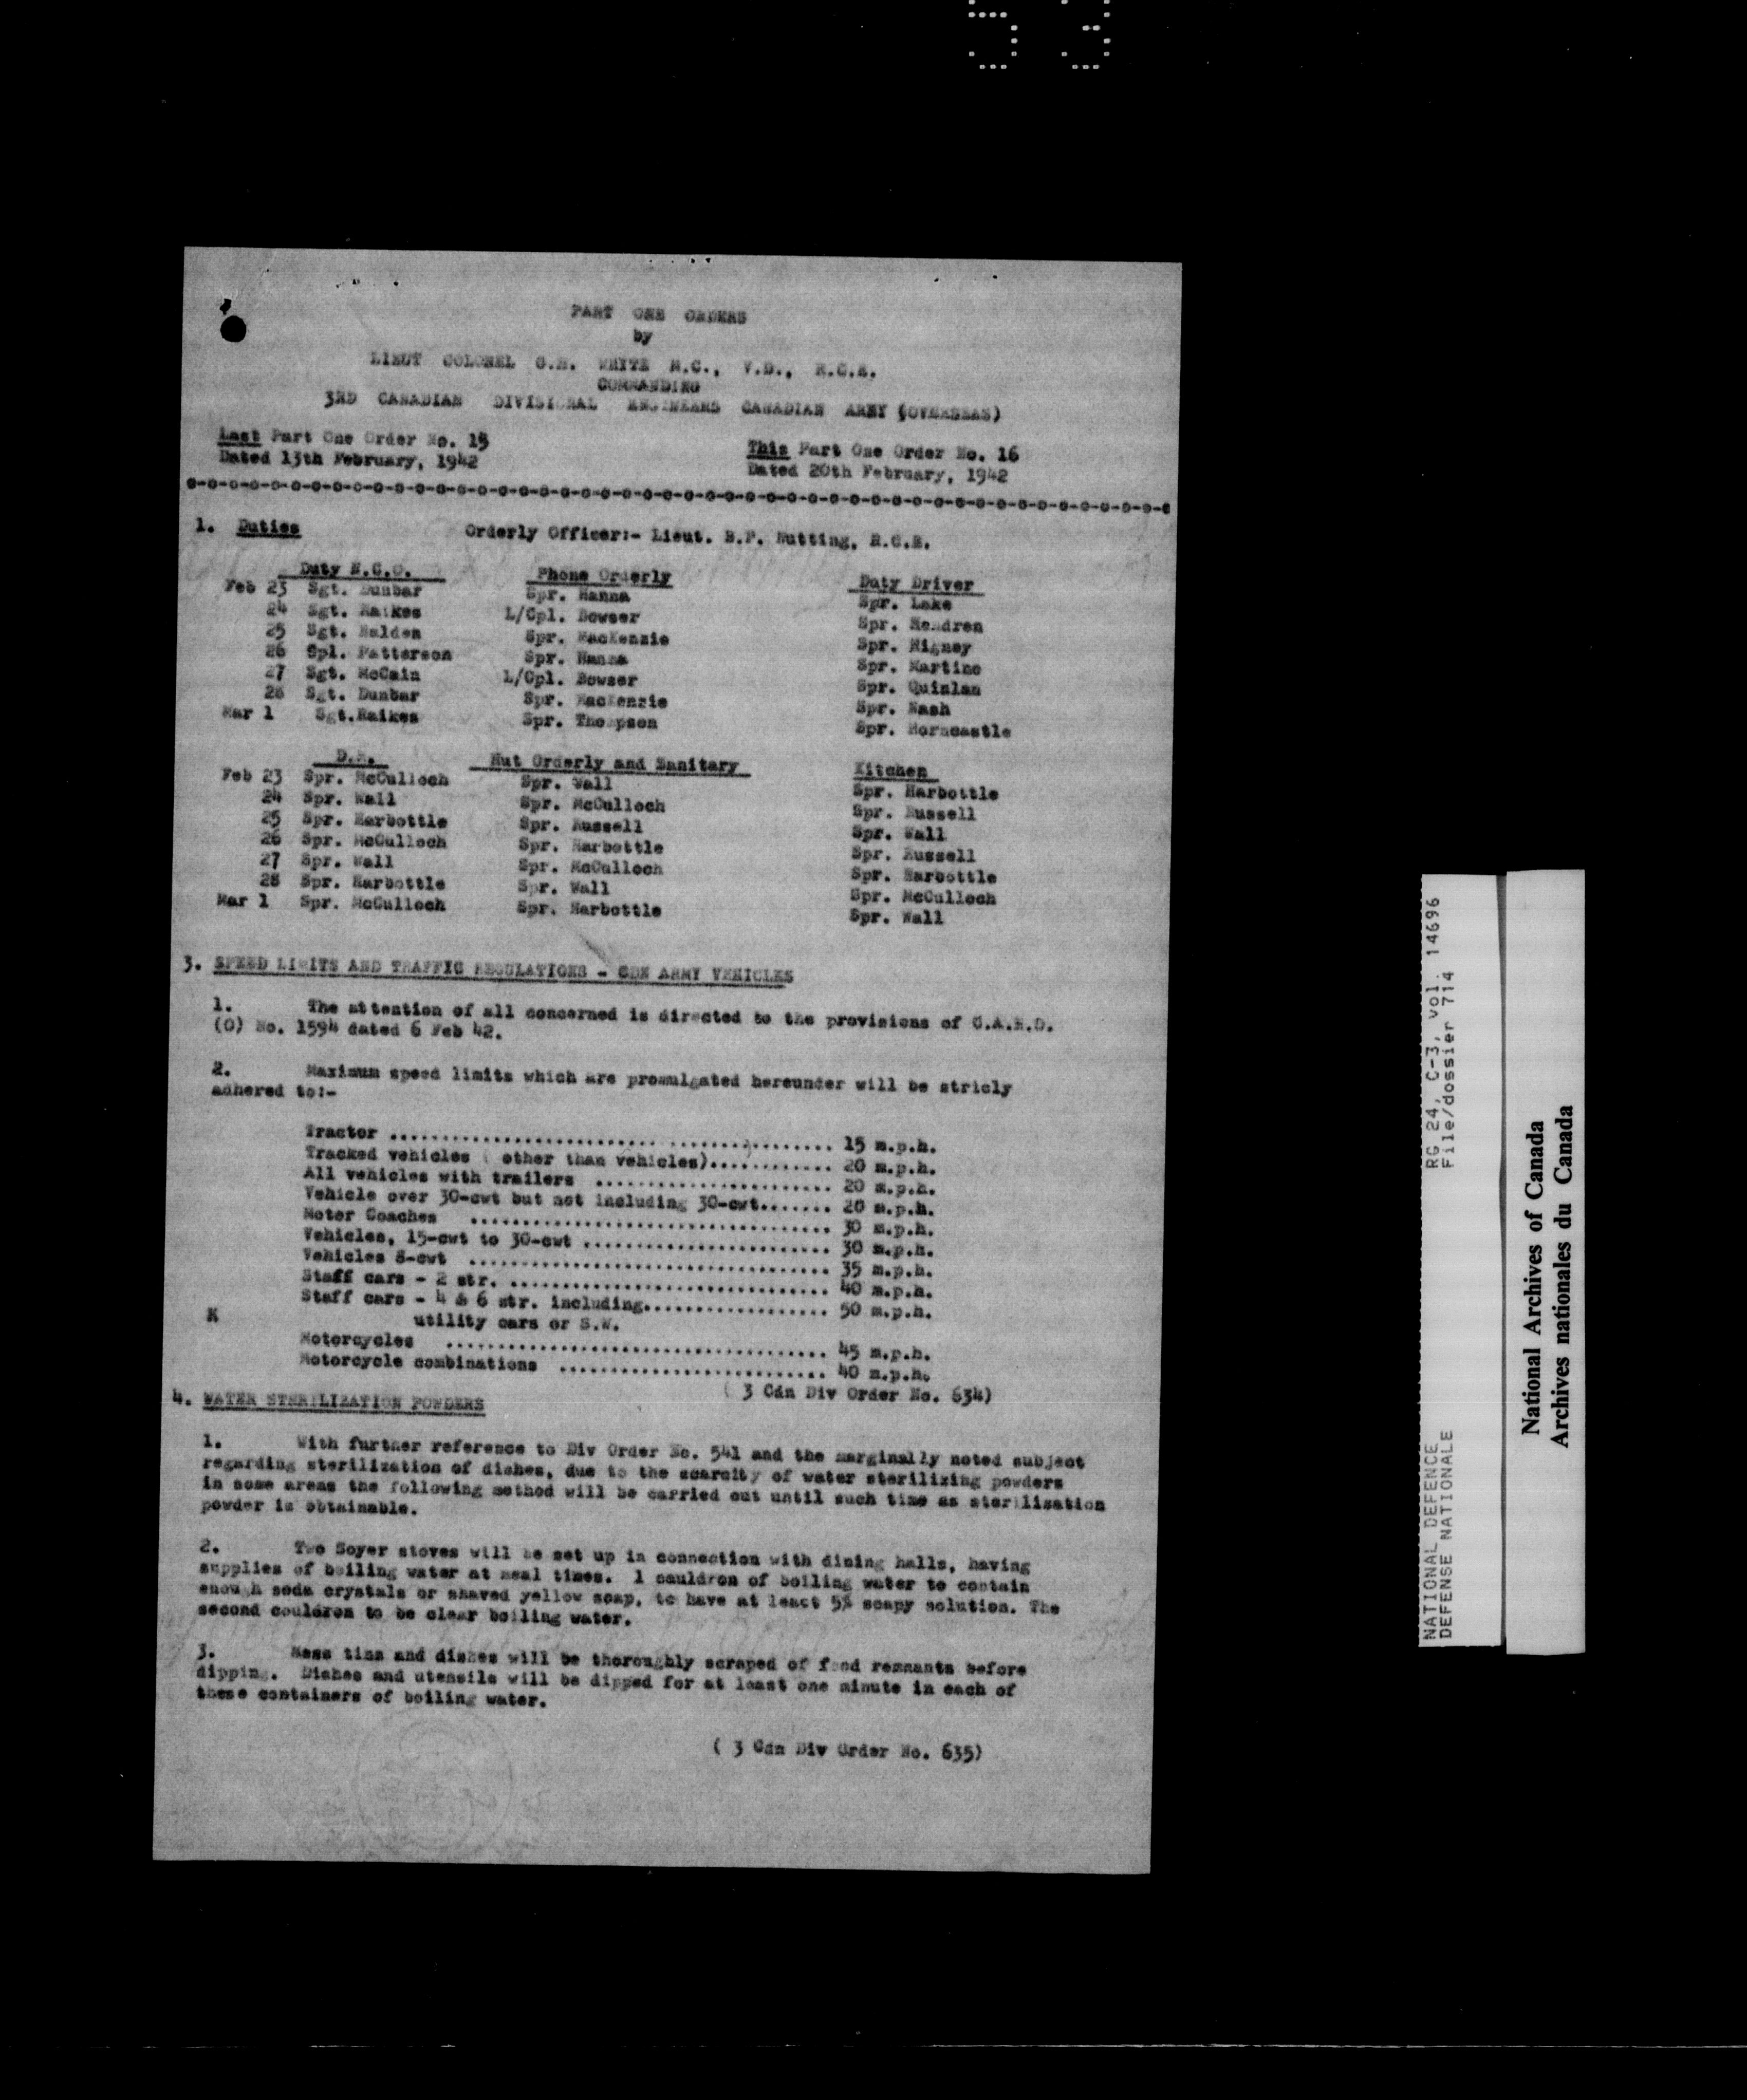 53
PART ONE ORDERS
by
LIEUT COLONEL G.N. WHITE M.C., V.D., R.C.E.
COMMANDING
3RD CANADIAN DIVISIONAL ENGINEERS CANADIAN ARMY (OVERSEAS)
Last Part One Order No. 15
Dated 13th February, 1942
This Part One Order No. 16
Dated 20th February, 1942
1. Duties Orderly Officer:- Lieut. B.F. Nutting, R.C.E.
Duty N.C.O. Phone Orderly Duty Driver
Feb 23 Sgt. Dunbar Spr. Hanna Spr. Lake
24 Sgt. Raikes L/Cpl. Bowser Spr. Hendren
25 Sgt. Halden Spr. MacKenzie Spr. Rigney
26 Cpl. Patterson Spr. Hanna Spr. Martino
27 Sgt. McCain L/Cpl. Bowser Spr. Quinlan
28 Sgt. Dunbar Spr. MacKenzie Spr. Nash
Mar 1 Sgt.Raikes Spr. Thompson Spr. Horncastle
D.R. Hut Orderly and Sanitary Kitchen
Feb 23 Spr. McCulloch Spr. Wall Spr. Harbottle
24 Spr. Wall Spr. McCulloch Spr. Russell
25 Spr. Harbottle Spr. Russell Spr. Wall
26 Spr. McCulloch Spr. Harbottle Spr. Russell
27 Spr. Wall Spr. McCulloch Spr. Harbottle
28 Spr. Harbottle Spr. Wall Spr. McCulloch
Mar 1 Spr. McCulloch Spr. Harbottle Spr. Wall
3. SPEED LIMITS AND TRAFFIC REGULATIONS - CDN ARMY VEHICLES
1. The attention of all concerned is directed to the provisions of C.A.R.O.
(O) No. 1594 dated 6 Feb 42.
2. Maximum speed limits which are promulgated hereunder will be stricly
adhered to:-
Tractor .......................................... 15 m.p.h.
Tracked vehicles ( other than vehicles)............ 20 m.p.h.
All vehicles with trailers ....................... 20 m.p.h.
Vehicle over 30-cwt but not including 30-cwt....... 20 m.p.h.
Motor Coaches ................................... 30 m.p.h.
Vehicles, 15-cwt to 30-cwt ........................ 30 m.p.h.
Vehicles 8-cwt ................................... 35 m.p.h.
Staff cars - 2 str. ............................... 40 m.p.h.
Staff cars - 4 & 6 str. including.................. 50 m.p.h.
K utility cars or S.W.
Motorcycles ..................................... 45 m.p.h.
Motorcycle combinations .......................... 40 m.p.h.
( 3 Cdn Div Order No. 634)
4. WATER STERILIZATION POWDERS
1. With further reference to Div Order No. 541 and the marginally noted subject
regarding sterilization of dishes, due to the scarcity of water sterilizing powders
in some areas the following method will be carried out until such time as sterilization
powder is obtainable.
2. Two Soyer stoves will be set up in connection with dining halls, having
supplies of boiling water at meal times. 1 cauldron of boiling water to contain
enough soda crystals or shaved yellow soap, to have at least 5% soapy solution. The
second couldron to be clear boiling water.
3. Mess tins and dishes will be thoroughly scraped of food remnants before
dipping. Dishes and utensils will be dipped for at least one minute in each of
these containers of boiling water.
( 3 Cdn Div Order No. 635)
NATIONAL DEFENCE RG 24, C-3, vol. 14696
DEFENSE NATIONALE File/dossier 714
National Archives of Canada
Archives nationales du Canada